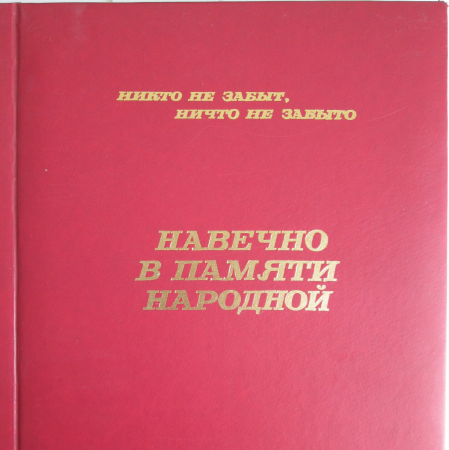 НИКТО НЕ ЗАБЫТ,
НИЧТО НЕ ЗАБЫТО
НАВЕЧНО
В ПАМЯТИ
НАРОДНОЙ